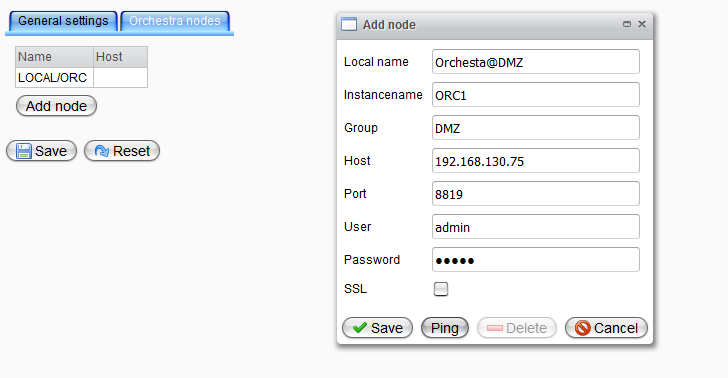 General settings Orchestra nodes
Name Host
LOCAL/ORC
Add node
Save Reset
Add node
Local name Orchesta@DMZ
Instancename ORC1
Group DMZ
Host 192.168.130.75
Port 8819
User admin
Password ●●●●●
SSL
Save Ping Delete Cancel